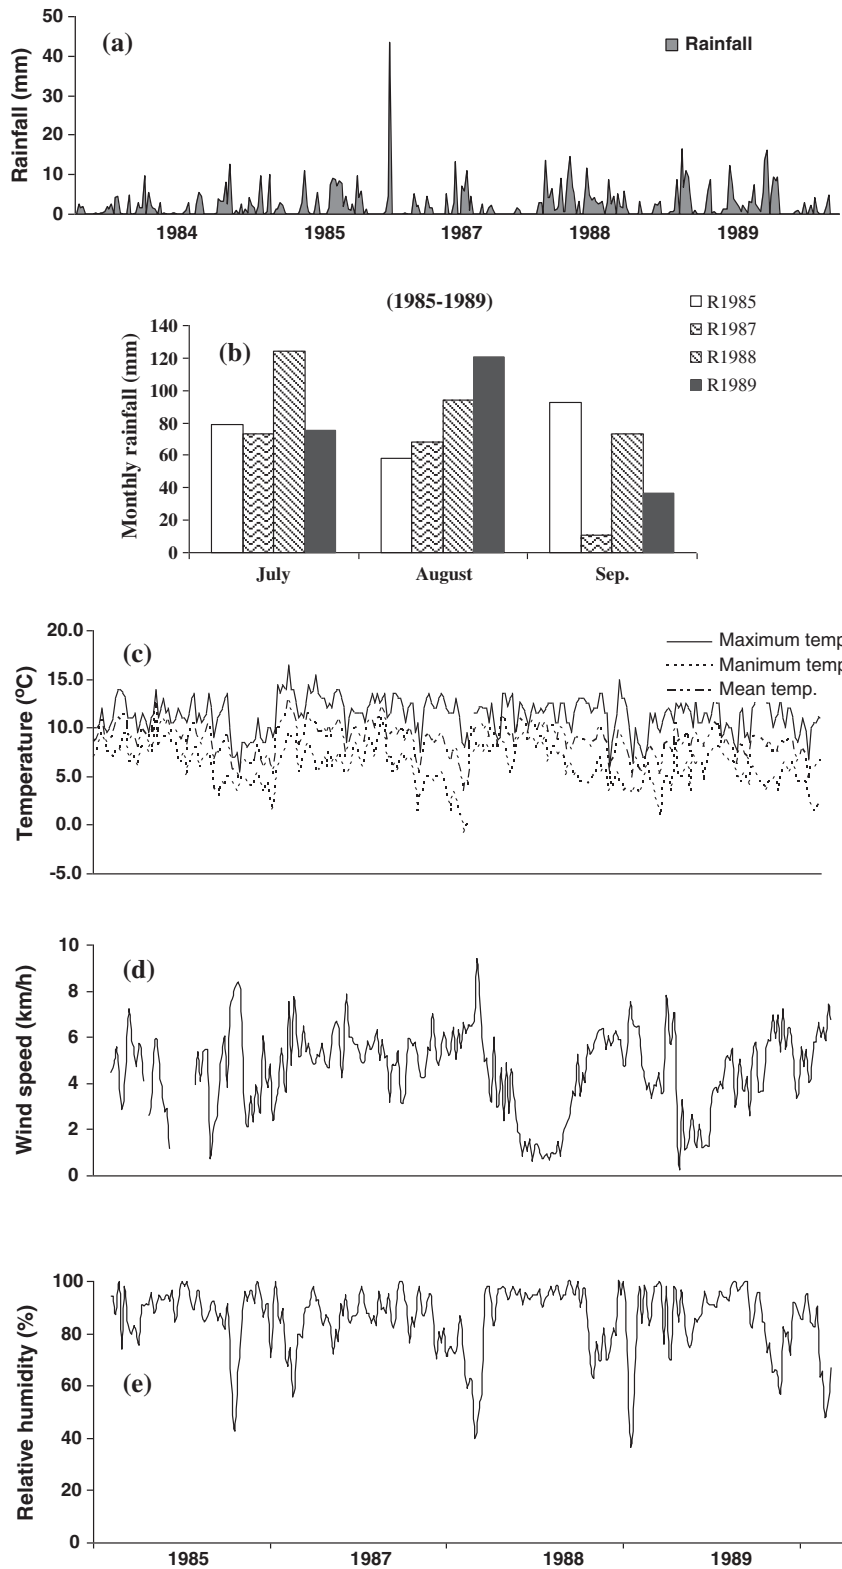 50
(a)
Rainfall
40
30
20
10
0
Rainfall (mm)
1984 1985 1987 1988 1989
(1985-1989)
R1985
R1987
R1988
R1989
(b)
140
120
100
80
60
40
20
0
Monthly rainfall (mm)
July August Sep.
20.0
15.0
10.0
5.0
0.0
-5.0
Temperature (ºC)
(c)
Maximum temp
Manimum temp
Mean temp.
10
8
6
4
2
0
Wind speed (km/h)
(d)
100
80
60
40
20
0
Relative humidity (%)
(e)
1985 1987 1988 1989